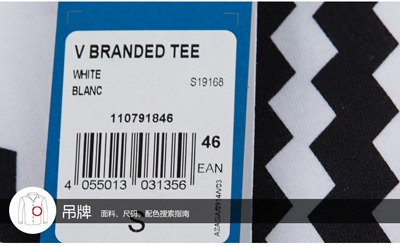 V BRANDED TEE
WHITE
BLANC
S19168
110791846
46
EAN
4 055013 031356
S
吊牌 面料、尺码、配色搜索指南